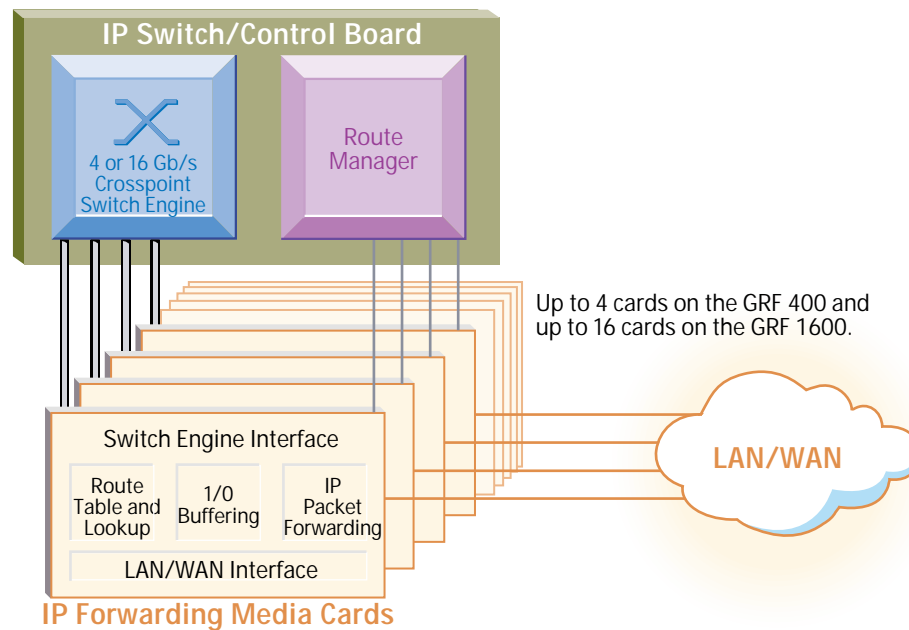 IP Switch/Control Board
4 or 16 Gb/s
Crosspoint
Switch Engine
Route
Manager
Up to 4 cards on the GRF 400 and
up to 16 cards on the GRF 1600.
Switch Engine Interface
Route
Table and
Lookup
1/0
Buffering
IP
Packet
Forwarding
LAN/WAN Interface
LAN/WAN
IP Forwarding Media Cards